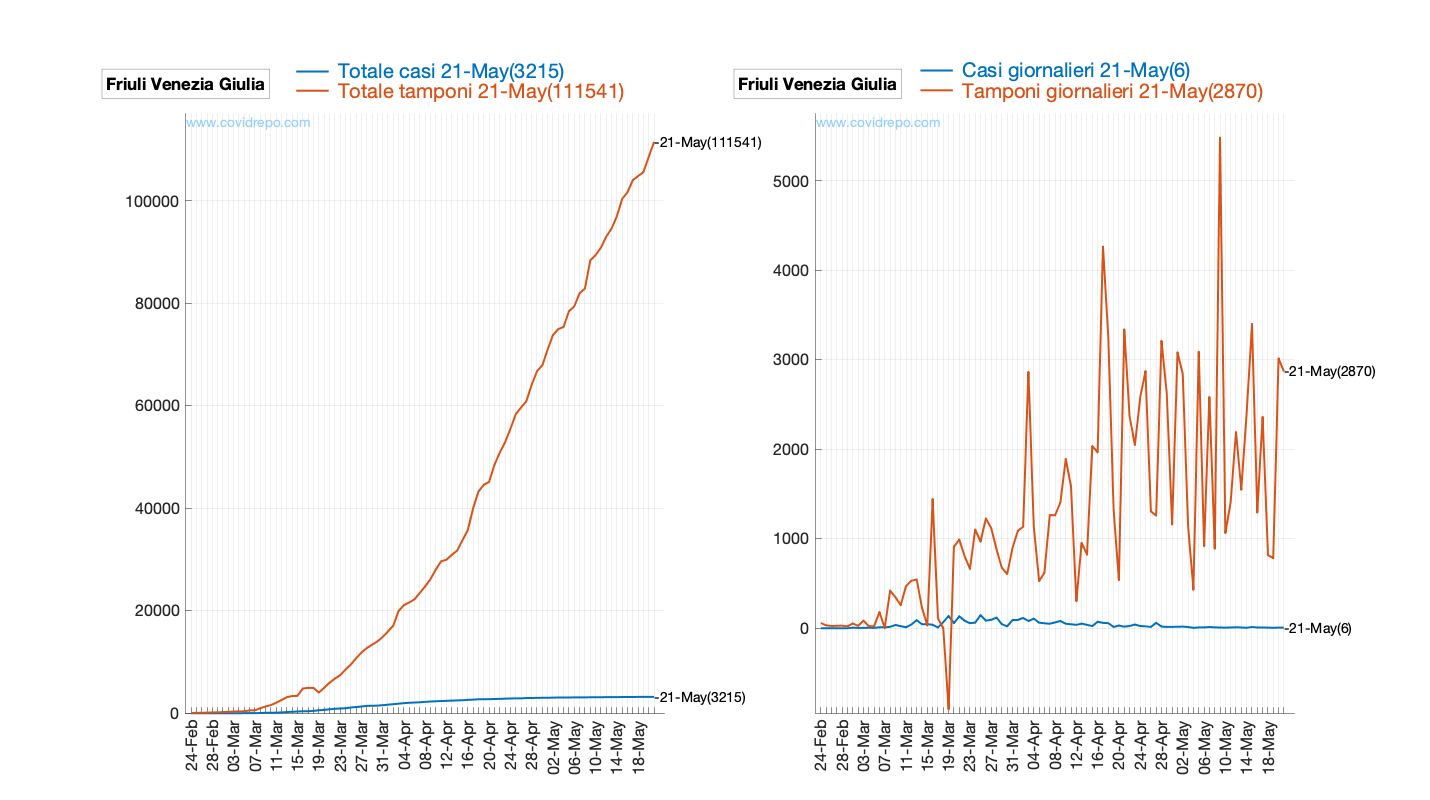 Friuli Venezia Giulia
Totale casi 21-May(3215)
Totale tamponi 21-May(111541)
www.covidrepo.com
21-May(111541)
100000
80000
60000
40000
20000
0
21-May(3215)
24-Feb
28-Feb
03-Mar
07-Mar
11-Mar
15-Mar
19-Mar
23-Mar
27-Mar
31-Mar
04-Apr
08-Apr
12-Apr
16-Apr
20-Apr
24-Apr
28-Apr
02-May
06-May
10-May
14-May
18-May
Friuli Venezia Giulia
Casi giornalieri 21-May(6)
Tamponi giornalieri 21-May(2870)
www.covidrepo.com
5000
4000
3000
2000
1000
0
21-May(2870)
21-May(6)
24-Feb
28-Feb
03-Mar
07-Mar
11-Mar
15-Mar
19-Mar
23-Mar
27-Mar
31-Mar
04-Apr
08-Apr
12-Apr
16-Apr
20-Apr
24-Apr
28-Apr
02-May
06-May
10-May
14-May
18-May